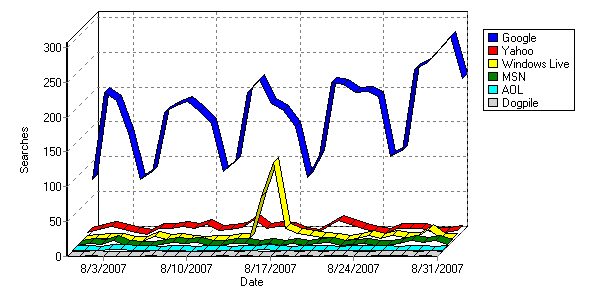 300
250
200
150
100
50
0
Searches
8/3/2007
8/10/2007
8/17/2007
8/24/2007
8/31/2007
Date
Google
Yahoo
Windows Live
MSN
AOL
Dogpile